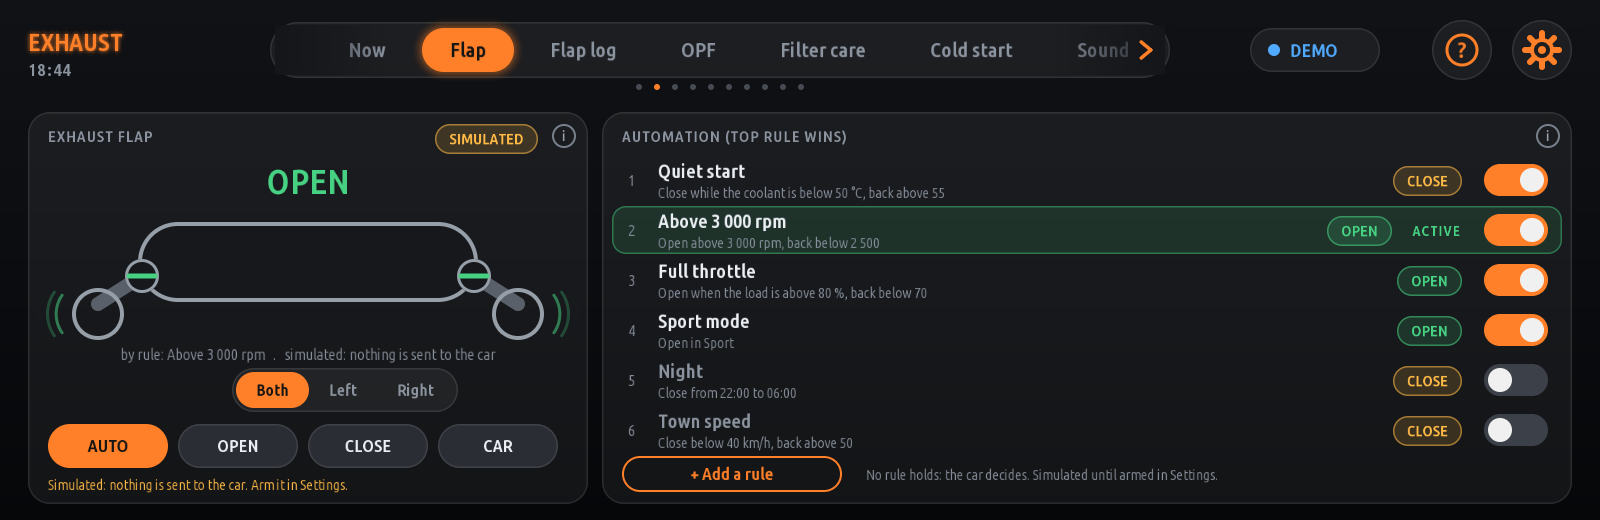 EXHAUST
18:44
Now Flap Flap log OPF Filter care Cold start Sound
DEMO
?
EXHAUST FLAP
SIMULATED
i
OPEN
by rule: Above 3 000 rpm . simulated: nothing is sent to the car
Both Left Right
AUTO OPEN CLOSE CAR
Simulated: nothing is sent to the car. Arm it in Settings.
AUTOMATION (TOP RULE WINS)
i
1 Quiet start CLOSE
Close while the coolant is below 50 °C, back above 55
2 Above 3 000 rpm OPEN ACTIVE
Open above 3 000 rpm, back below 2 500
3 Full throttle OPEN
Open when the load is above 80 %, back below 70
4 Sport mode OPEN
Open in Sport
5 Night CLOSE
Close from 22:00 to 06:00
6 Town speed CLOSE
Close below 40 km/h, back above 50
+ Add a rule
No rule holds: the car decides. Simulated until armed in Settings.